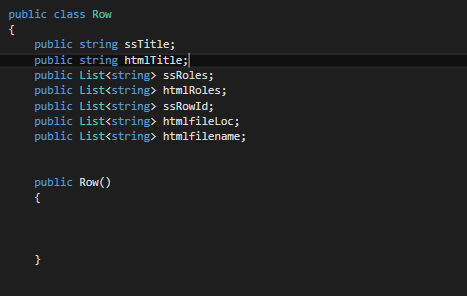 public class Row
{
public string ssTitle;
public string htmlTitle;
public List<string> ssRoles;
public List<string> htmlRoles;
public List<string> ssRowId;
public List<string> htmlfileLoc;
public List<string> htmlfilename;
public Row()
{
}